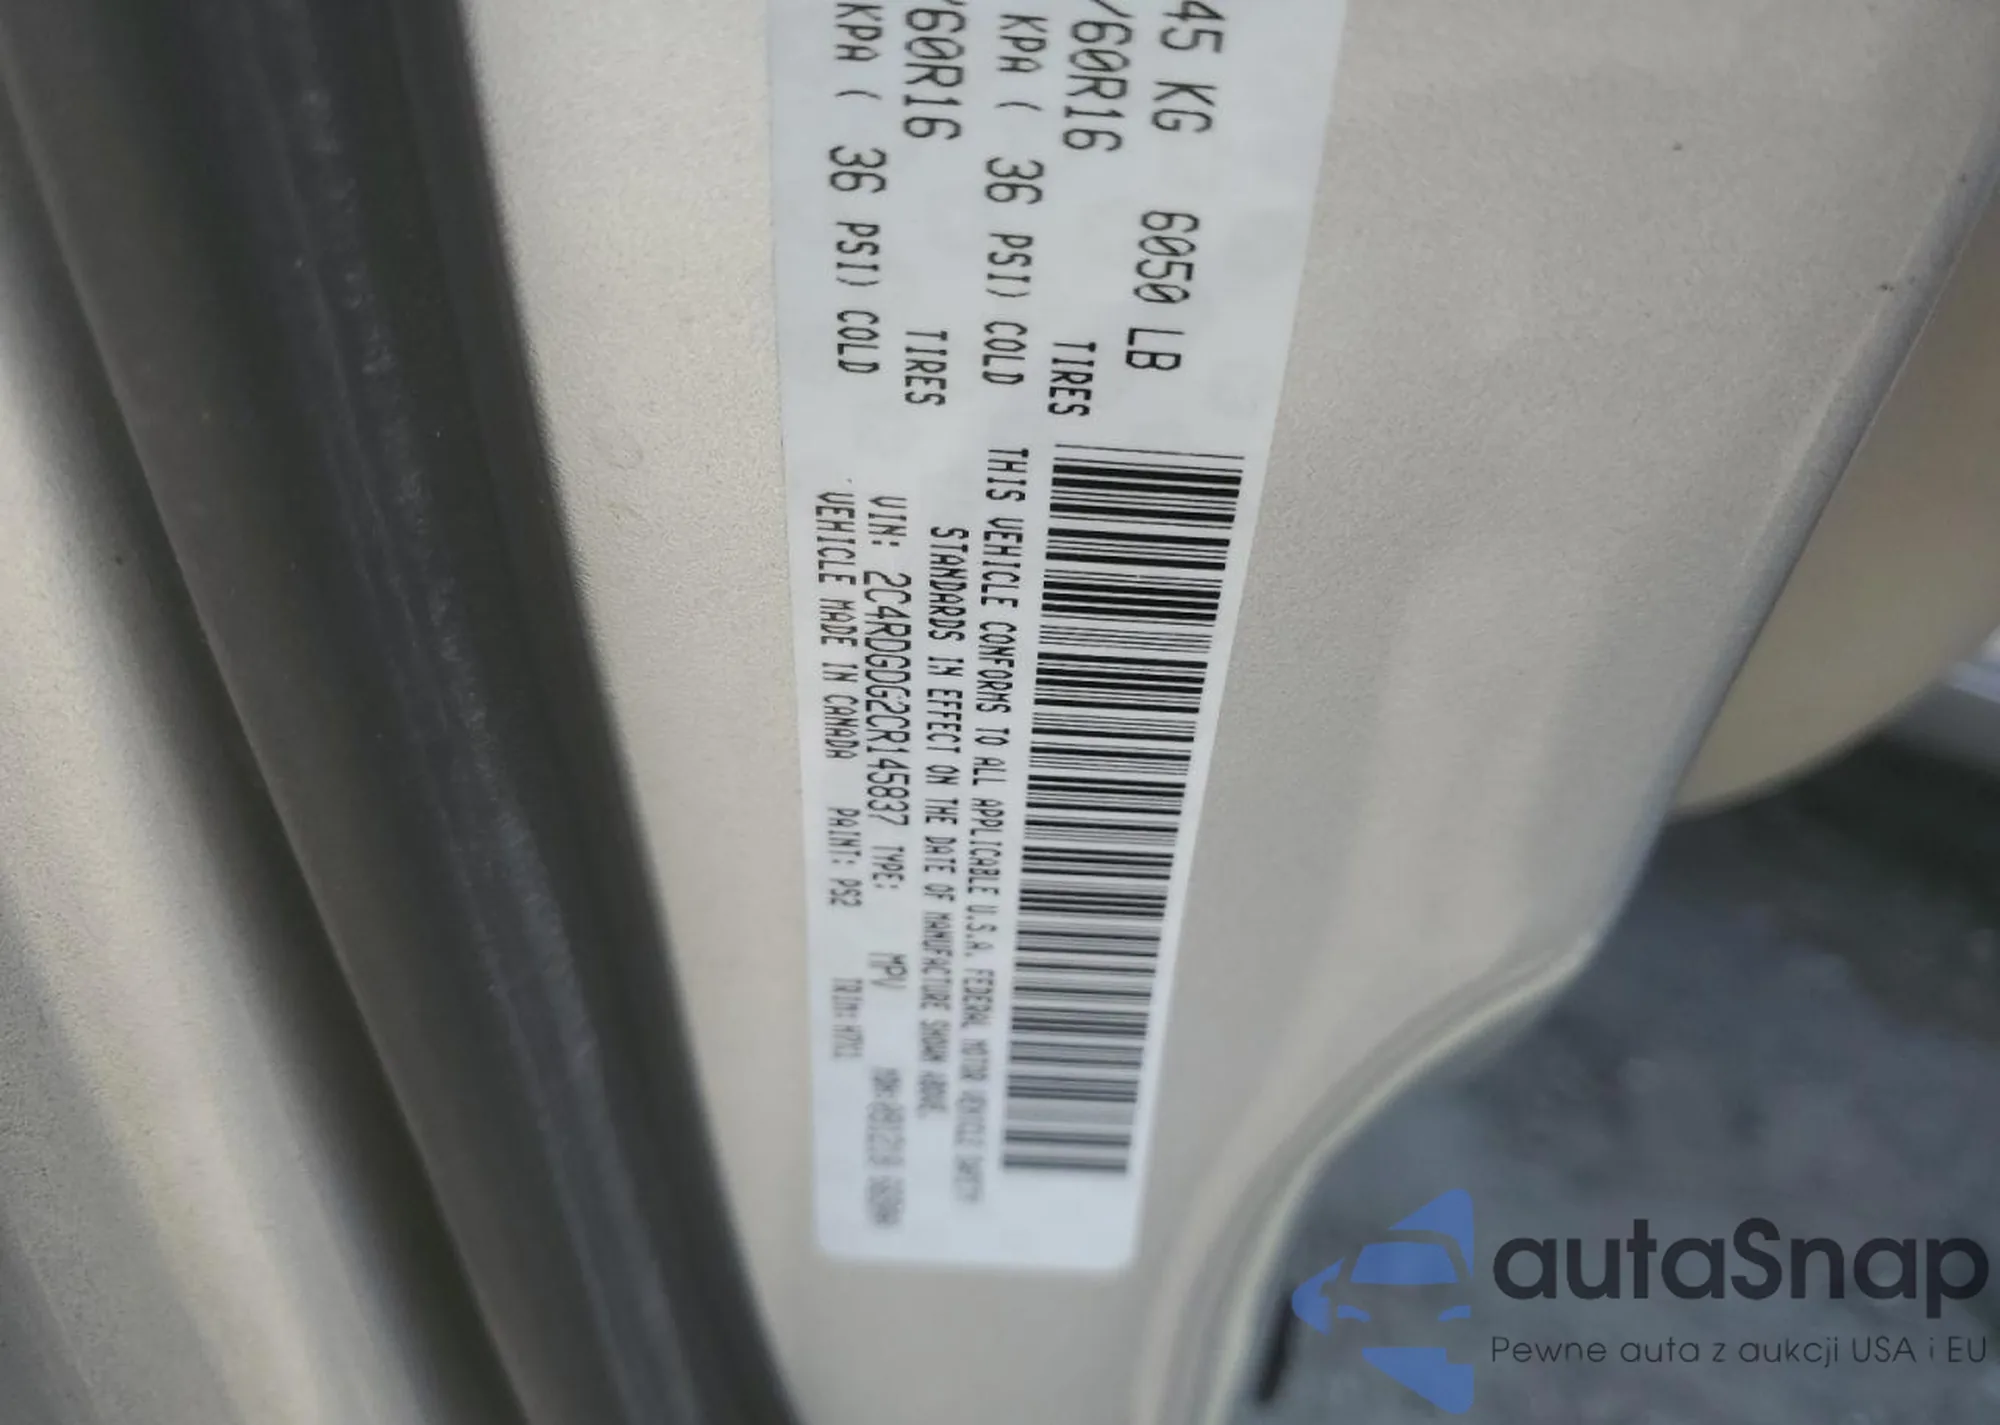 45 KG 6050 LB
/60R16 TIRES
KPA ( 36 PSI) COLD
/60R16 TIRES
KPA ( 36 PSI) COLD
THIS VEHICLE CONFORMS TO ALL APPLICABLE U.S.A. FEDERAL MOTOR VEHICLE SAFETY
STANDARDS IN EFFECT ON THE DATE OF MANUFACTURE SHOWN ABOVE.
VIN: 2C4RDGDG2CR145837 TYPE: MPV
VEHICLE MADE IN CANADA PAINT: PS2 TRIM:
autaSnap
Pewne auta z aukcji USA i EU